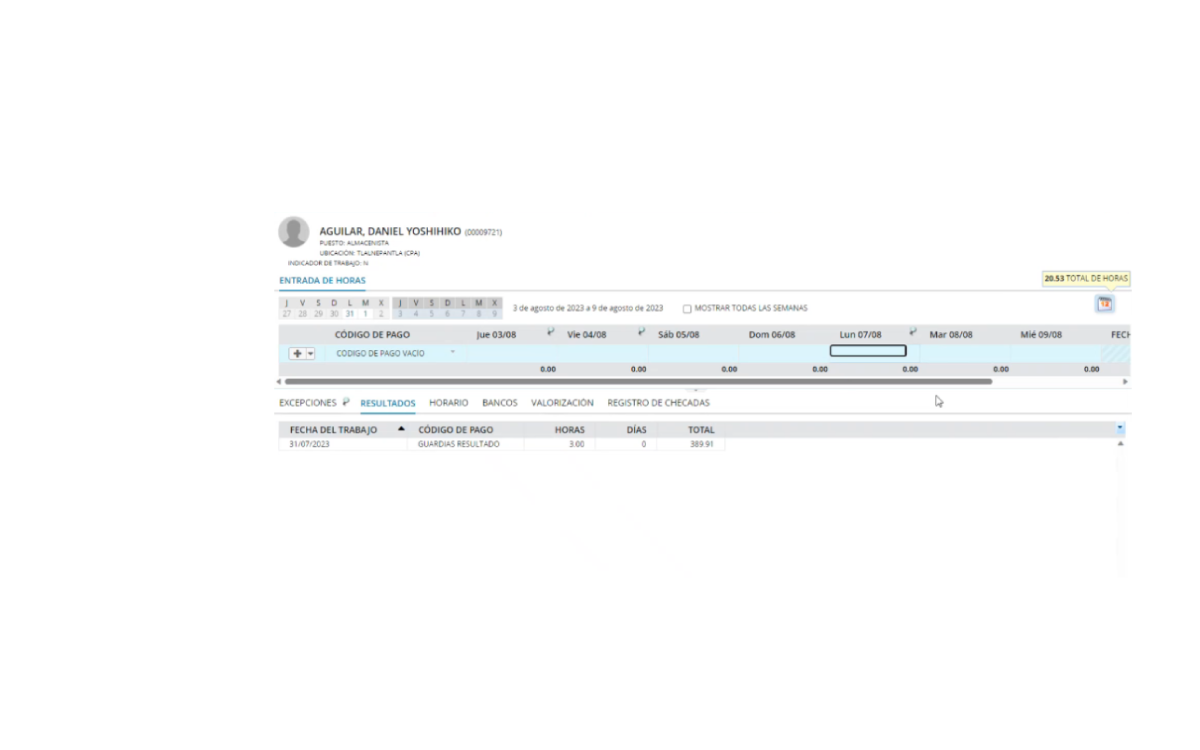 AGUILAR, DANIEL YOSHIHIKO (00009721)
PUESTO: ALMACENISTA
UBICACIÓN: TLALNEPANTLA (CPA)
INDICADOR DE TRABAJO: N
ENTRADA DE HORAS
20.53 TOTAL DE HORAS
J V S D L M X J V S D L M X
27 28 29 30 31 1 2 3 4 5 6 7 8 9
3 de agosto de 2023 a 9 de agosto de 2023
MOSTRAR TODAS LAS SEMANAS
CÓDIGO DE PAGO Jue 03/08 Vie 04/08 Sáb 05/08 Dom 06/08 Lun 07/08 Mar 08/08 Mié 09/08 FECH
CODIGO DE PAGO VACIO
0.00 0.00 0.00 0.00 0.00 0.00 0.00
EXCEPCIONES RESULTADOS HORARIO BANCOS VALORIZACIÓN REGISTRO DE CHECADAS
FECHA DEL TRABAJO CÓDIGO DE PAGO HORAS DÍAS TOTAL
31/07/2023 GUARDIAS RESULTADO 3.00 0 389.91